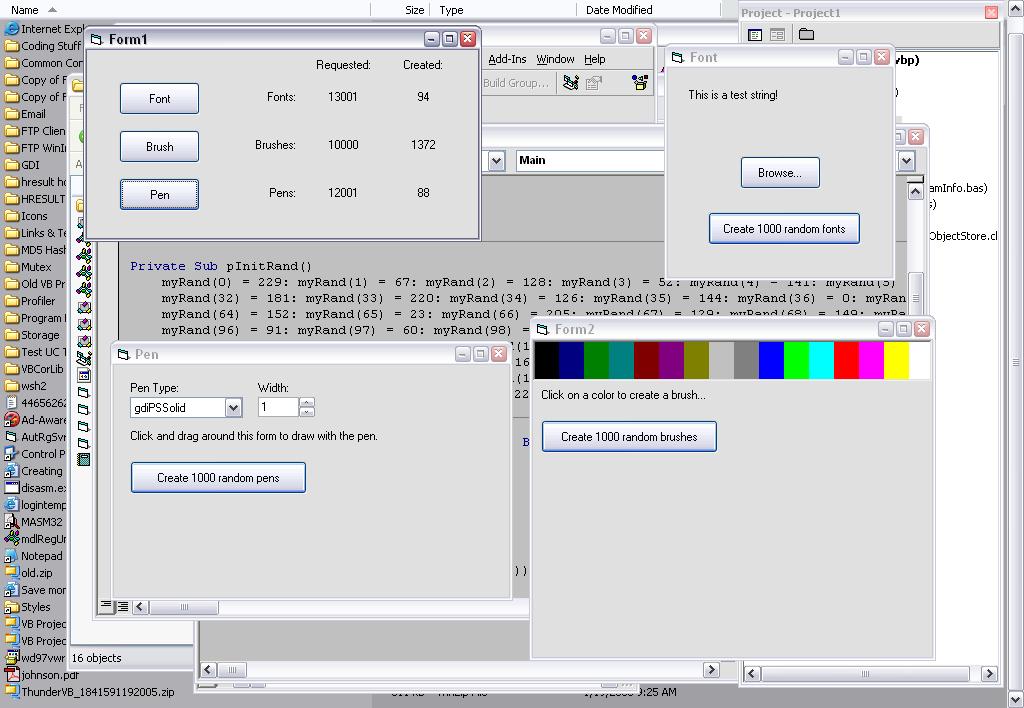 Name Size Type Date Modified
Project - Project1
Internet Expl
Coding Stuff
Common Cor
Copy of F
Copy of F
Email
FTP Clien
FTP WinI
GDI
hresult ho
HRESULT
Icons
Links & Te
MD5 Hash
Mutex
Old VB Pr
Profiler
Program
Storage
Test UC T
VBCorLib
wsh2
44656262
Ad-Aware
AutRgSvr
Control P
Creating
disasm.ex
logintemp
MASM32
mdlRegUr
Notepad
old.zip
Save mor
Styles
VB Projec
VB Projec
wd97vwr
johnson.pdf
ThunderVB_1841591192005.zip
Form1
Requested: Created:
Font Fonts: 13001 94
Brush Brushes: 10000 1372
Pen Pens: 12001 88
Add-Ins Window Help
Build Group...
Main
Font
This is a test string!
Browse...
Create 1000 random fonts
vbp)
amInfo.bas)
s)
ObjectStore.cl
Private Sub pInitRand()
myRand(0) = 229: myRand(1) = 67: myRand(2) = 128: myRand(3) = 52: myRand(4) = 141: myRand(5)
myRand(32) = 181: myRand(33) = 220: myRand(34) = 126: myRand(35) = 144: myRand(36) = 0: myRan
myRand(64) = 152: myRand(65) = 23: myRand(66) = 205: myRand(67) = 129: myRand(68) = 149: myRa
myRand(96) = 91: myRand(97) = 60: myRand(98) =
Pen
Pen Type: Width:
gdiPSSolid 1
Click and drag around this form to draw with the pen.
Create 1000 random pens
Form2
Click on a color to create a brush...
Create 1000 random brushes
B
))
16 objects
9:25 AM